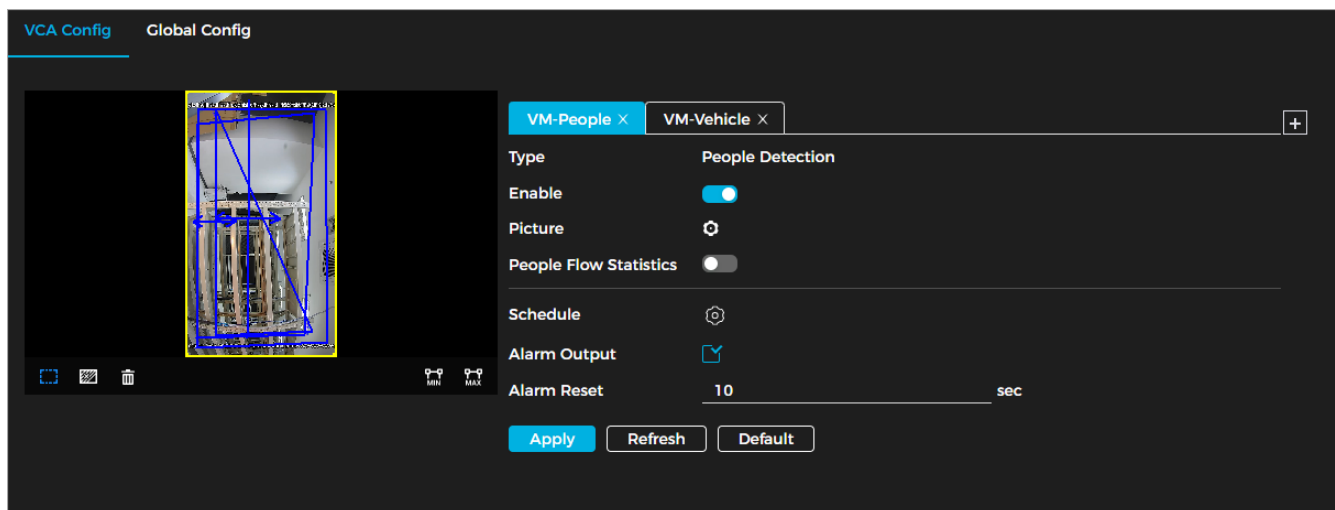 VCA Config Global Config
VM-People × VM-Vehicle × +
Type People Detection
Enable
Picture
People Flow Statistics
Schedule
Alarm Output
Alarm Reset 10 sec
MIN MAX
Apply Refresh Default